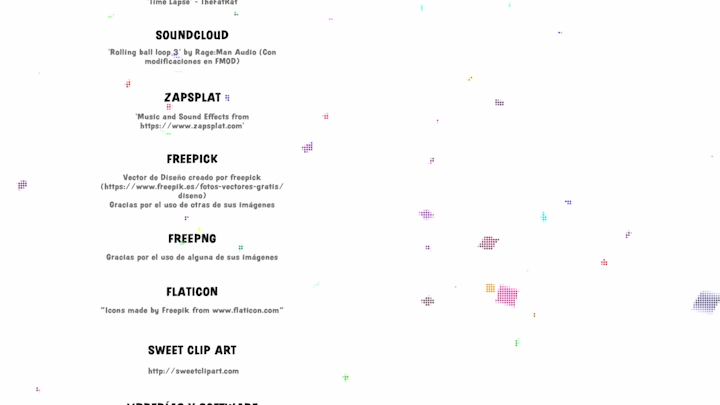 'Time Lapse' - TheFatRat
SOUNDCLOUD
'Rolling ball loop 3' by Rage:Man Audio (Con
modificaciones en FMOD)
ZAPSPLAT
'Music and Sound Effects from
https://www.zapsplat.com'
FREEPICK
Vector de Diseño creado por freepick
(https://www.freepik.es/fotos-vectores-gratis/
diseno)
Gracias por el uso de otras de sus imágenes
FREEPNG
Gracias por el uso de alguna de sus imágenes
FLATICON
"Icons made by Freepik from www.flaticon.com"
SWEET CLIP ART
http://sweetclipart.com
LIBRERÍAS Y SOFTWARE